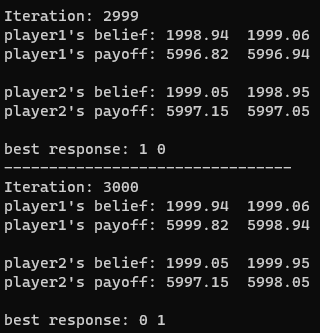 Iteration: 2999
player1's belief: 1998.94  1999.06
player1's payoff: 5996.82  5996.94
player2's belief: 1999.05  1998.95
player2's payoff: 5997.15  5997.05
best response: 1 0
--------------------------------
Iteration: 3000
player1's belief: 1999.94  1999.06
player1's payoff: 5999.82  5998.94
player2's belief: 1999.05  1999.95
player2's payoff: 5997.15  5998.05
best response: 0 1